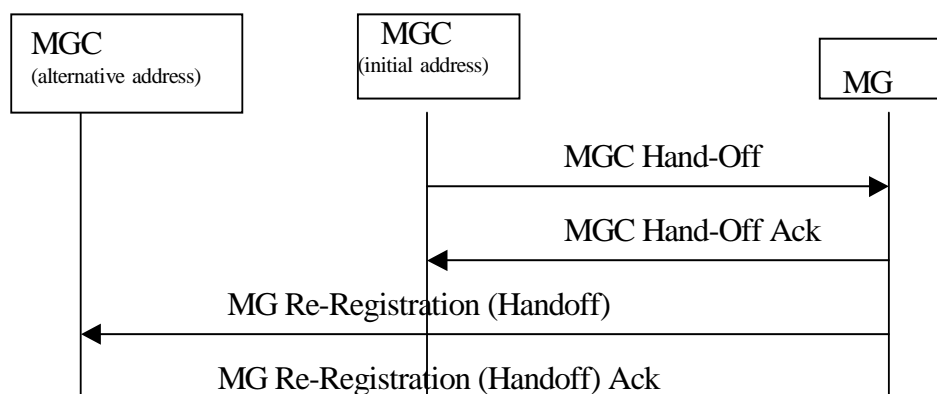 MGC
(alternative address)
MGC
(initial address)
MG
MGC Hand-Off
MGC Hand-Off Ack
MG Re-Registration (Handoff)
MG Re-Registration (Handoff) Ack